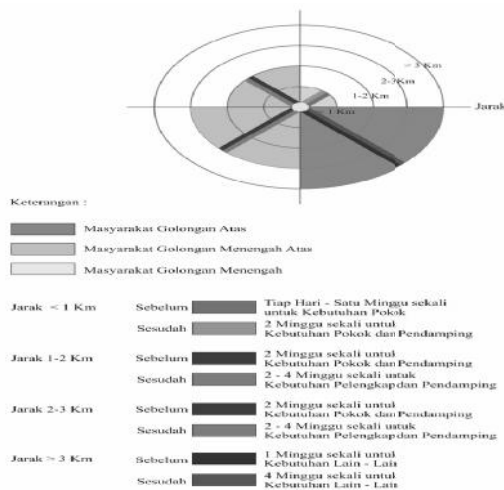 > 3 Km
2-3Km
1-2 Km
1 Km
Jarak
Keterangan :
Masyarakat Golongan Atas
Masyarakat Golongan Menengah Atas
Masyarakat Golongan Menengah
Jarak < 1 Km Sebelum Tiap Hari - Satu Minggu sekali
untuk Kebutuhan Pokok
Sesudah 2 Minggu sekali untuk
Kebutuhan Pokok dan Pendamping
Jarak 1-2 Km Sebelum 2 Minggu sekali untuk
Kebutuhan Pokok dan Pendamping
Sesudah 2 - 4 Minggu sekali untuk
Kebutuhan Pelengkapdan Pendamping
Jarak 2-3 Km Sebelum 2 Minggu sekali untuk
Kebutuhan Pokok dan Pendamping
Sesudah 2 - 4 Minggu sekali untuk
Kebutuhan Pelengkap dan Pendamping
Jarak > 3 Km Sebelum 1 Minggu sekali untuk
Kebutuhan Lain - Lain
Sesudah 4 Minggu sekali untuk
Kebutuhan Lain - Lain